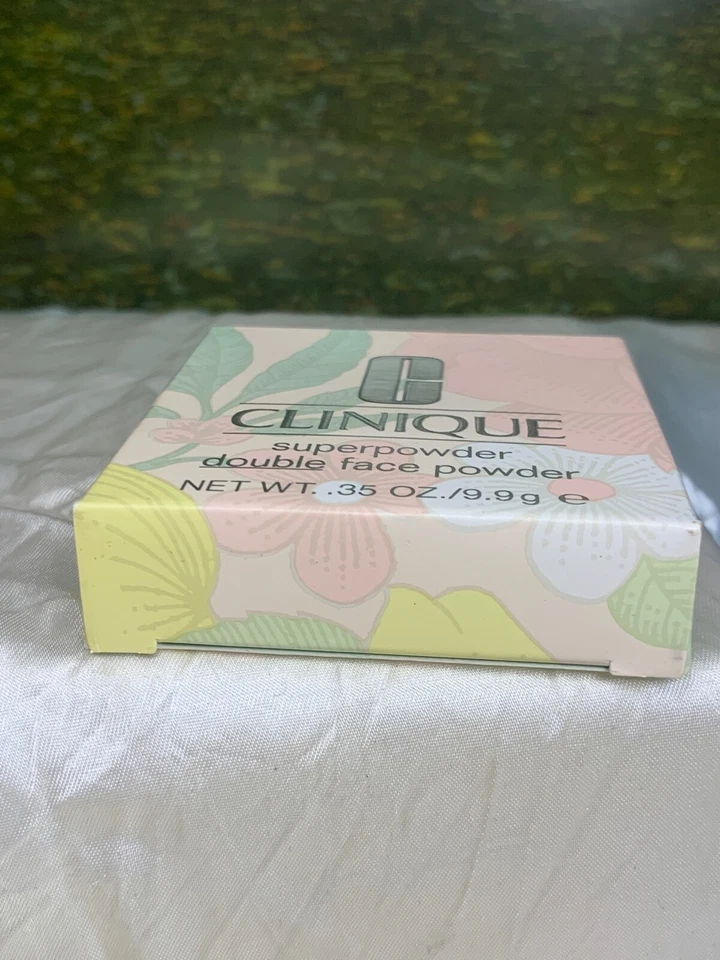 CLINIQUE
superpowder
double face powder
NET WT. .35 OZ./9.9g e